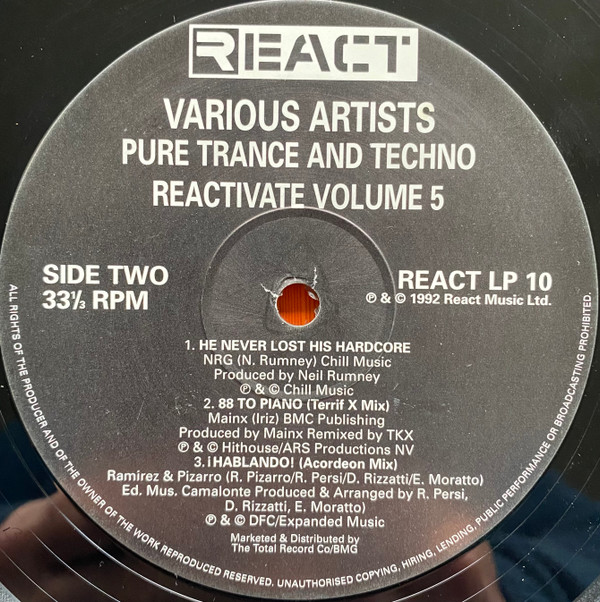 REACT
VARIOUS ARTISTS
PURE TRANCE AND TECHNO
REACTIVATE VOLUME 5
SIDE TWO
33⅓ RPM
REACT LP 10
℗ & © 1992 React Music Ltd.
1. HE NEVER LOST HIS HARDCORE
NRG (N. Rumney) Chill Music
Produced by Neil Rumney
℗ & © Chill Music
2. 88 TO PIANO (Terrif X Mix)
Mainx (Iriz) BMC Publishing
Produced by Mainx Remixed by TKX
℗ & © Hithouse/ARS Productions NV
3. ¡HABLANDO! (Acordeon Mix)
Ramirez & Pizarro (R. Pizarro/R. Persi/D. Rizzatti/E. Moratto)
Ed. Mus. Camalonte Produced & Arranged by R. Persi,
D. Rizzatti, E. Moratto)
℗ & © DFC/Expanded Music
Marketed & Distributed by
The Total Record Co/BMG
ALL RIGHTS OF THE PRODUCER AND OF THE OWNER OF THE WORK REPRODUCED RESERVED. UNAUTHORISED COPYING, HIRING, LENDING, PUBLIC PERFORMANCE OR BROADCASTING PROHIBITED.